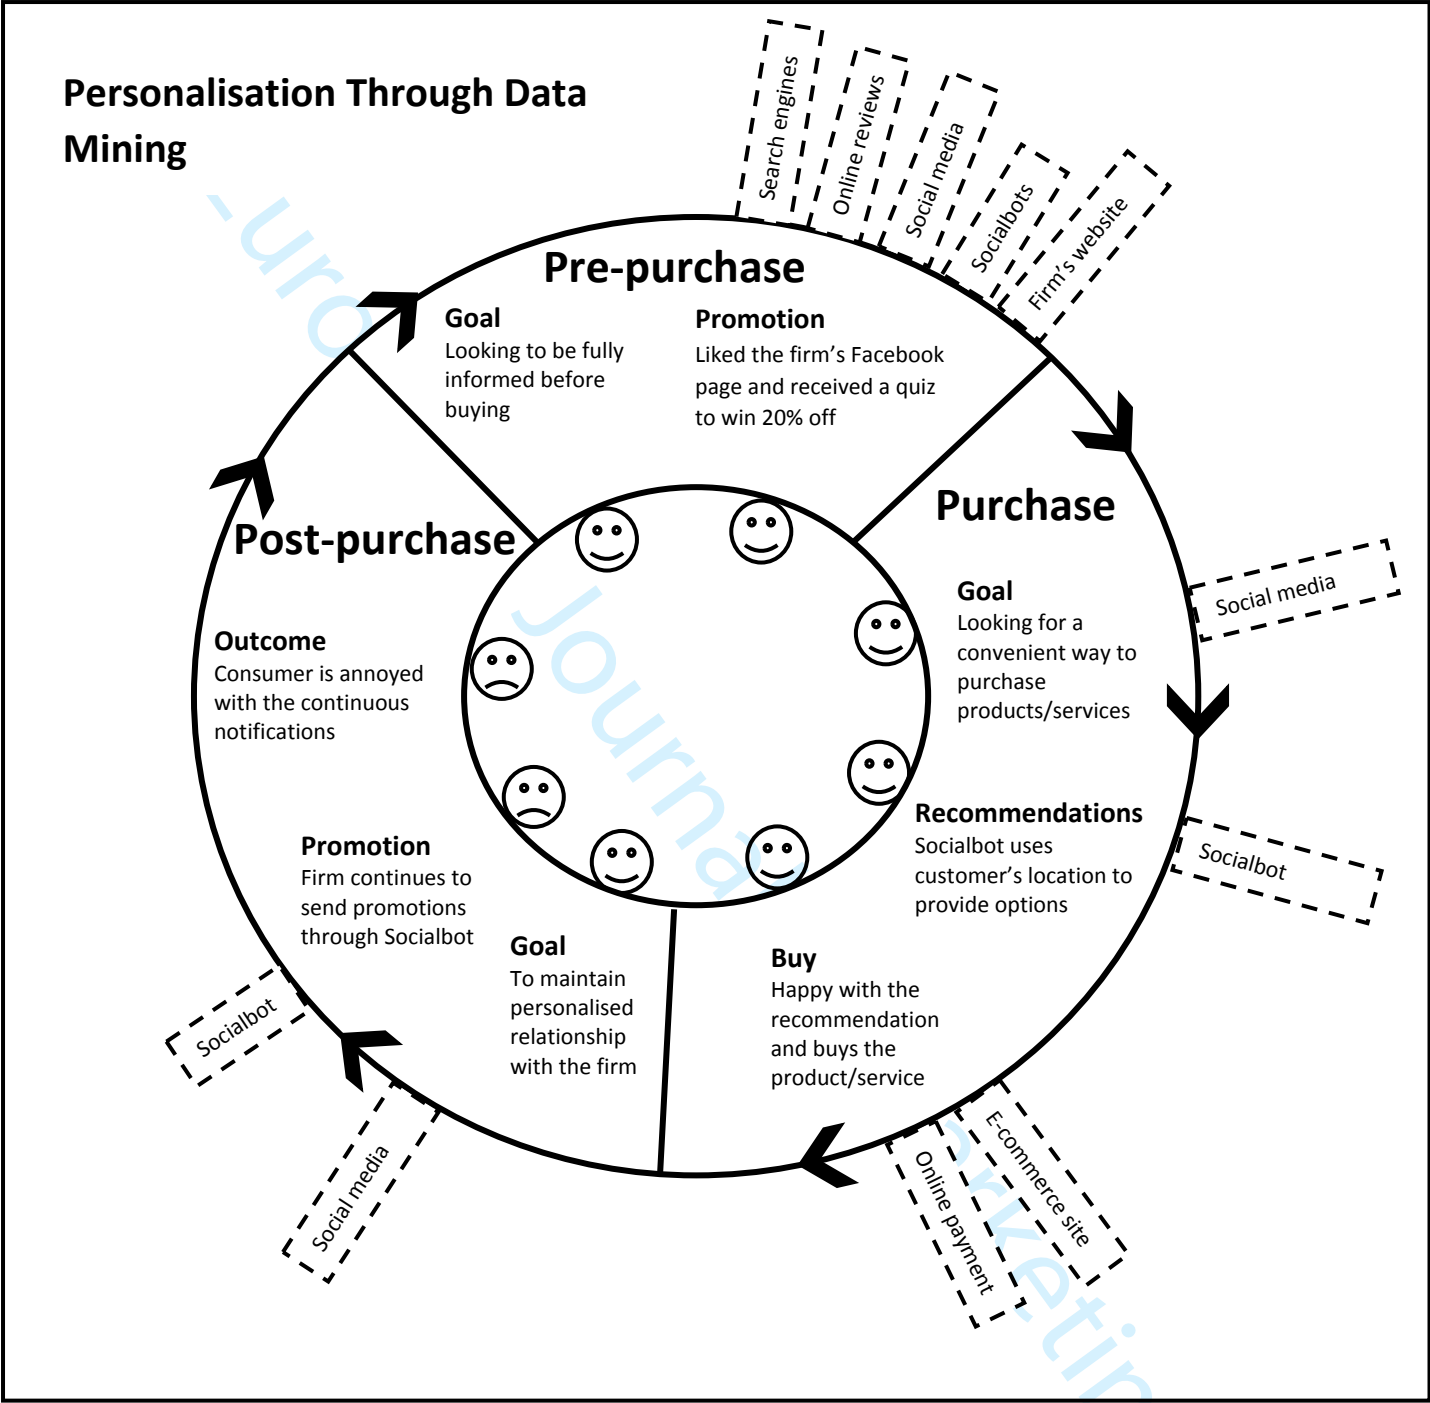 Personalisation Through Data
Mining
Search engines
Online reviews
Social media
Socialbots
Firm's website
Pre-purchase
Goal
Looking to be fully
informed before
buying
Promotion
Liked the firm's Facebook
page and received a quiz
to win 20% off
Purchase
Goal
Looking for a
convenient way to
purchase
products/services
Social media
Recommendations
Socialbot uses
customer's location to
provide options
Socialbot
Buy
Happy with the
recommendation
and buys the
product/service
E-commerce site
Online payment
Post-purchase
Goal
To maintain
personalised
relationship
with the firm
Social media
Promotion
Firm continues to
send promotions
through Socialbot
Socialbot
Outcome
Consumer is annoyed
with the continuous
notifications
Journa